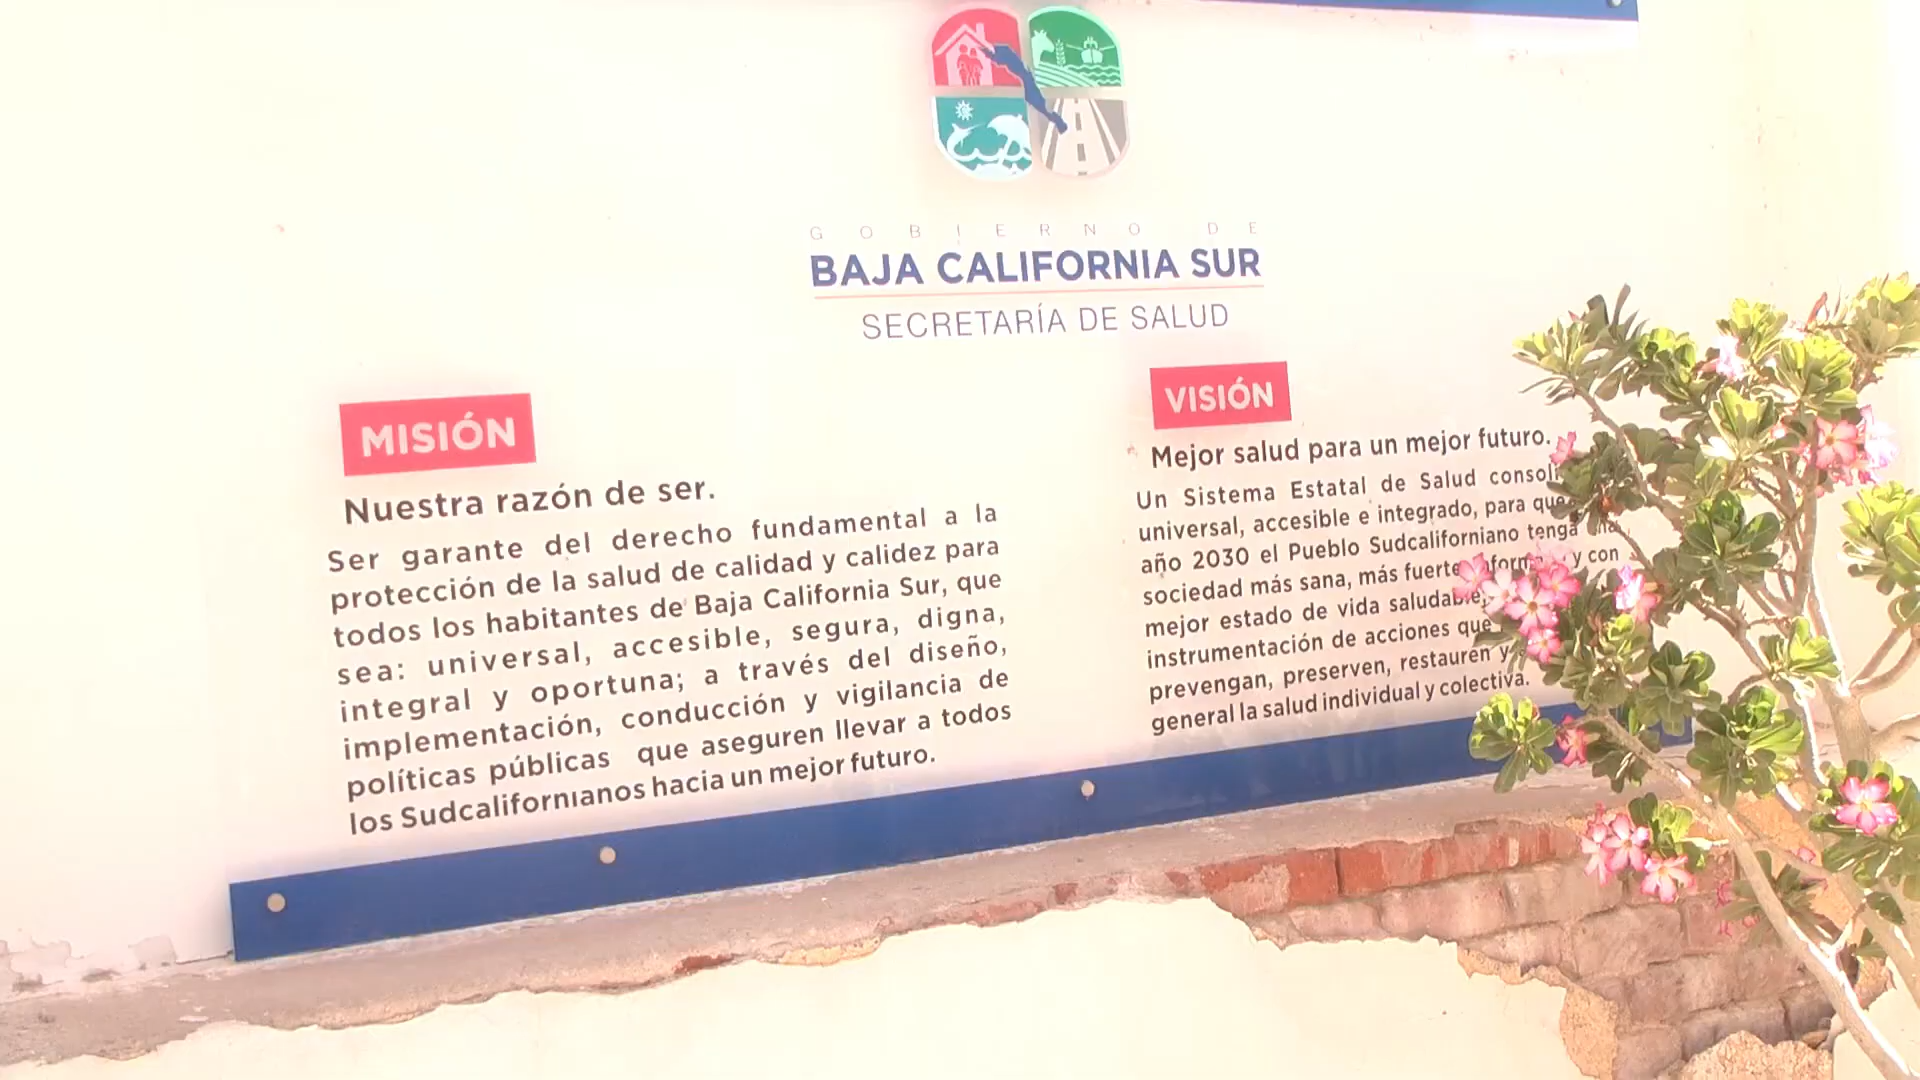 GOBIERNO DE
BAJA CALIFORNIA SUR
SECRETARÍA DE SALUD
MISIÓN
Nuestra razón de ser.
Ser garante del derecho fundamental a la
protección de la salud de calidad y calidez para
todos los habitantes de Baja California Sur, que
sea: universal, accesible, segura, digna,
integral y oportuna; a través del diseño,
implementación, conducción y vigilancia de
políticas públicas que aseguren llevar a todos
los Sudcalifornianos hacia un mejor futuro.
VISIÓN
Mejor salud para un mejor futuro.
Un Sistema Estatal de Salud
universal, accesible e integrado, para que
año 2030 el Pueblo Sudcaliforniano tenga
sociedad más sana, más fuerte y con
mejor estado de vida saludable,
instrumentación de acciones que
prevengan, preserven, restauren y
general la salud individual y colectiva.